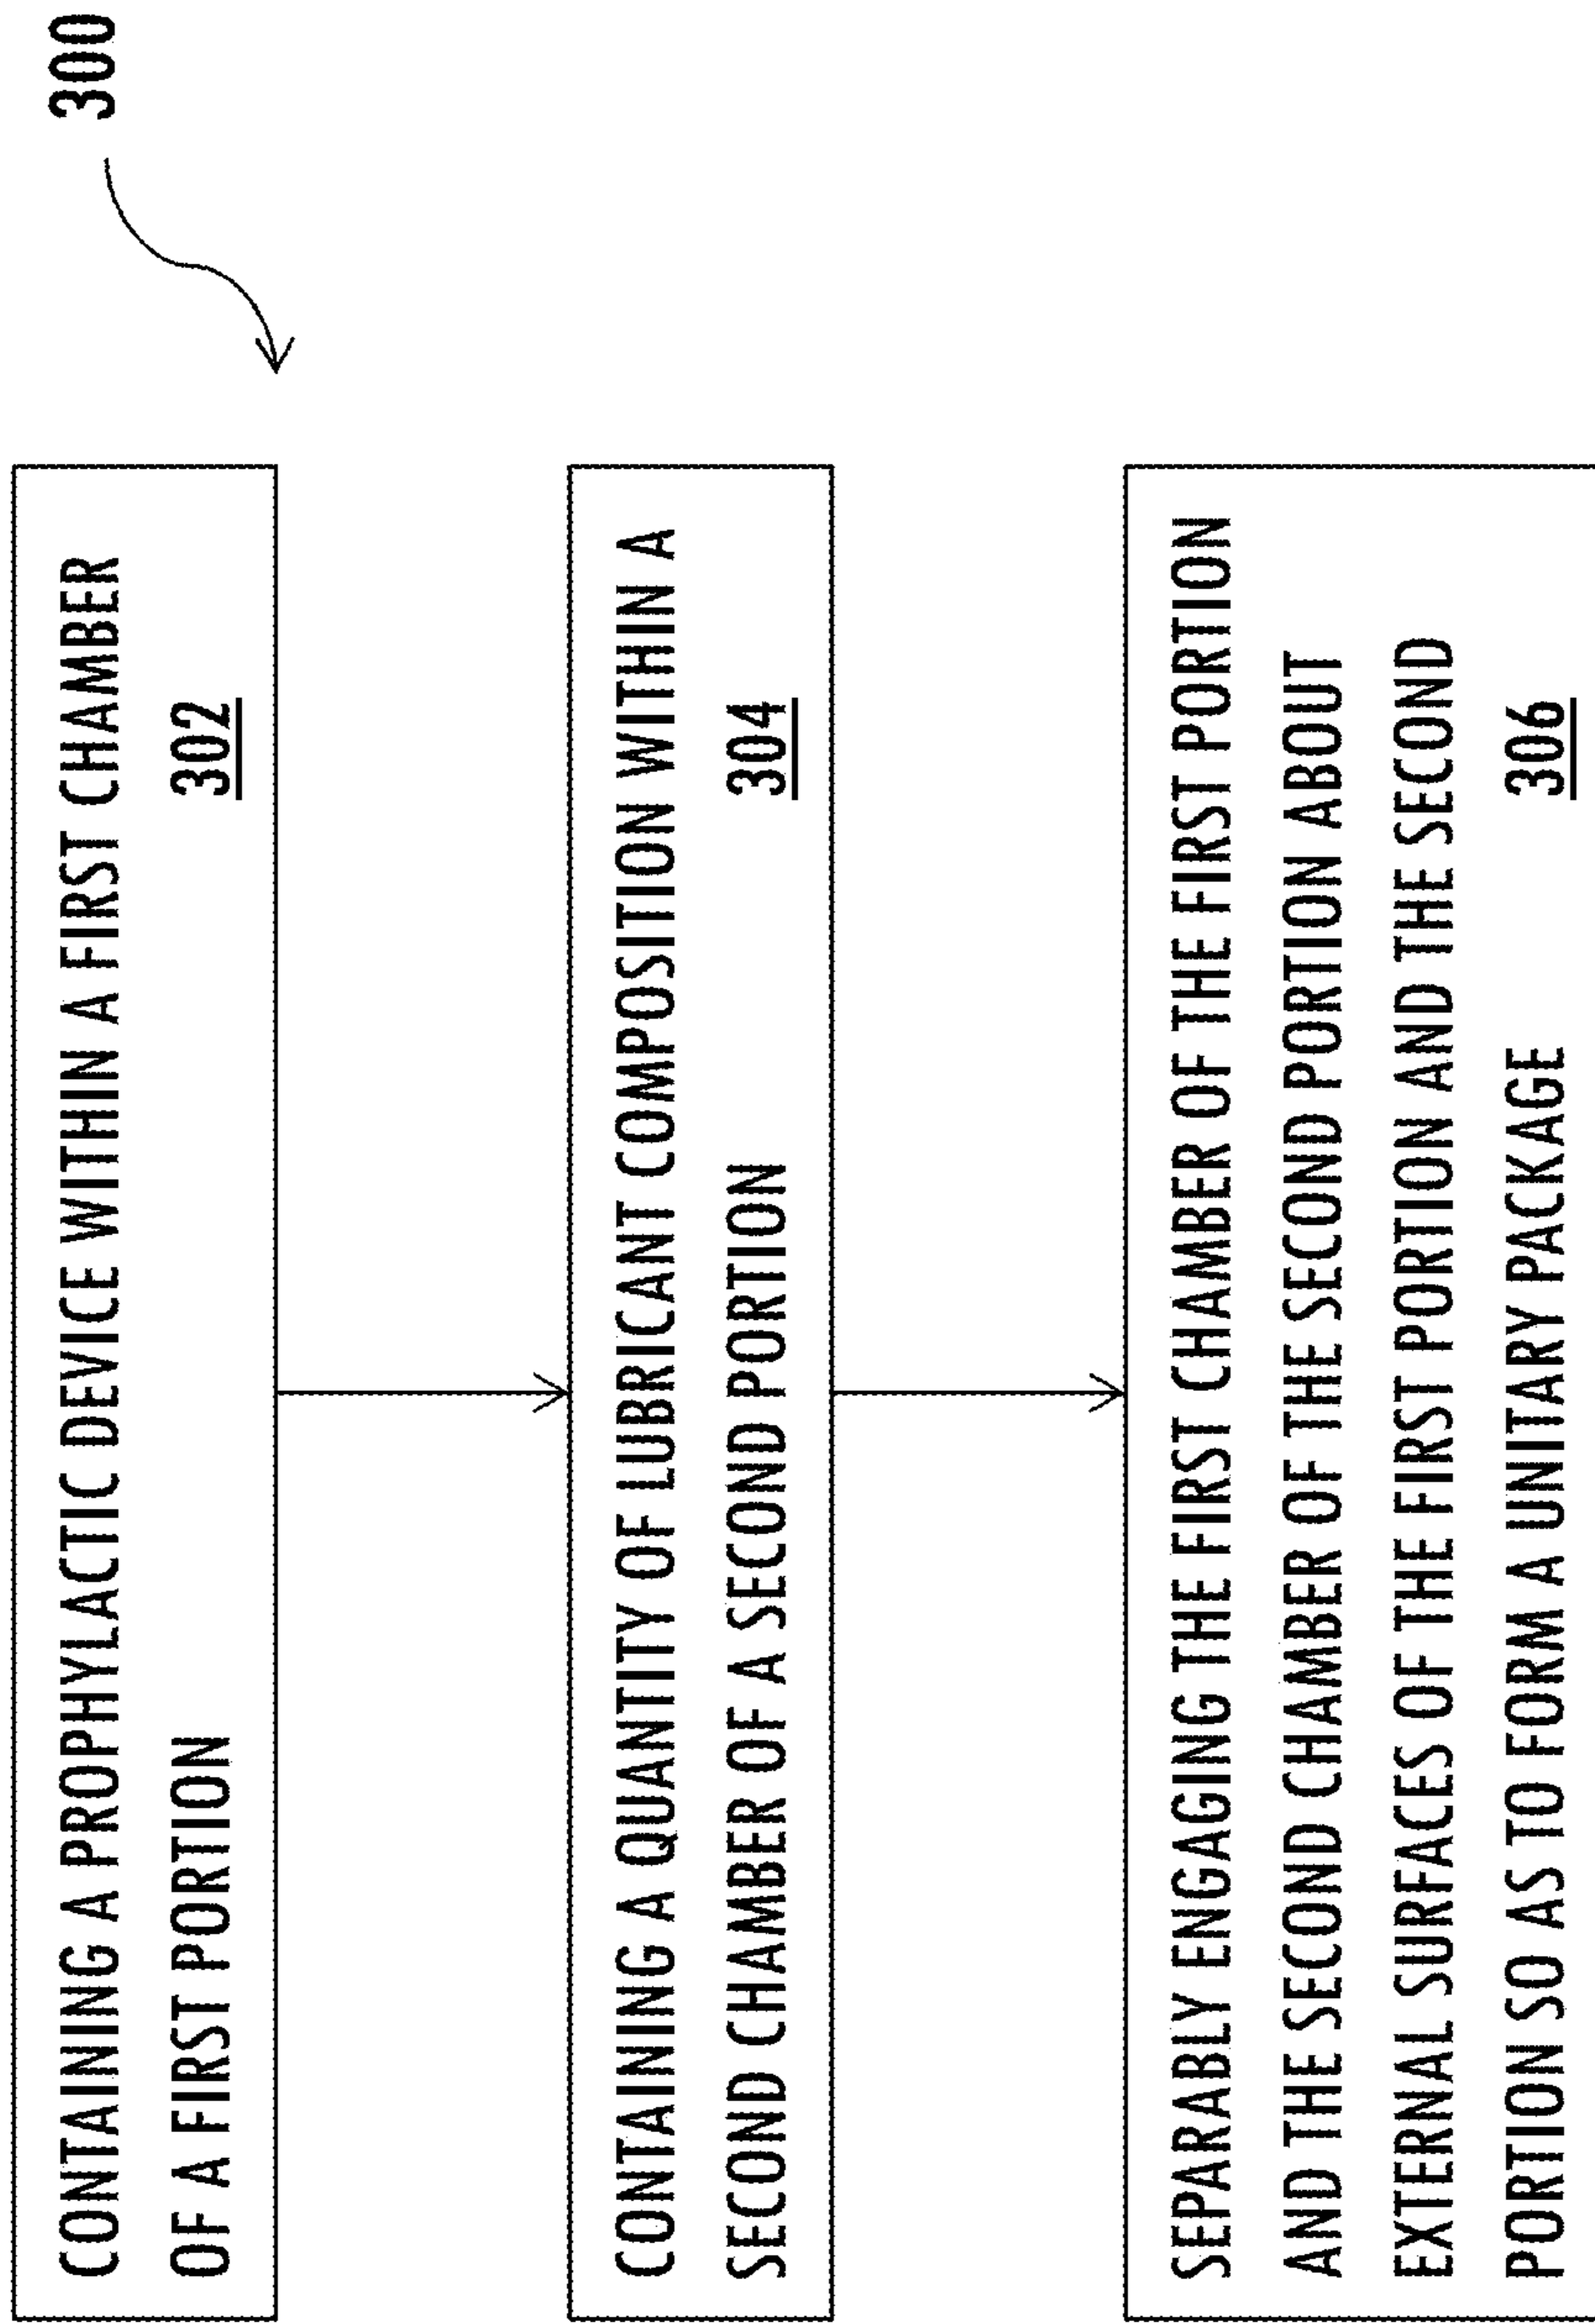 300
CONTAINING A PROPHYLACTIC DEVICE WITHIN A FIRST CHAMBER
OF A FIRST PORTION 302
CONTAINING A QUANTITY OF LUBRICANT COMPOSITION WITHIN A
SECOND CHAMBER OF A SECOND PORTION 304
SEPARABLY ENGAGING THE FIRST CHAMBER OF THE FIRST PORTION
AND THE SECOND CHAMBER OF THE SECOND PORTION ABOUT
EXTERNAL SURFACES OF THE FIRST PORTION AND THE SECOND
PORTION SO AS TO FORM A UNITARY PACKAGE 306